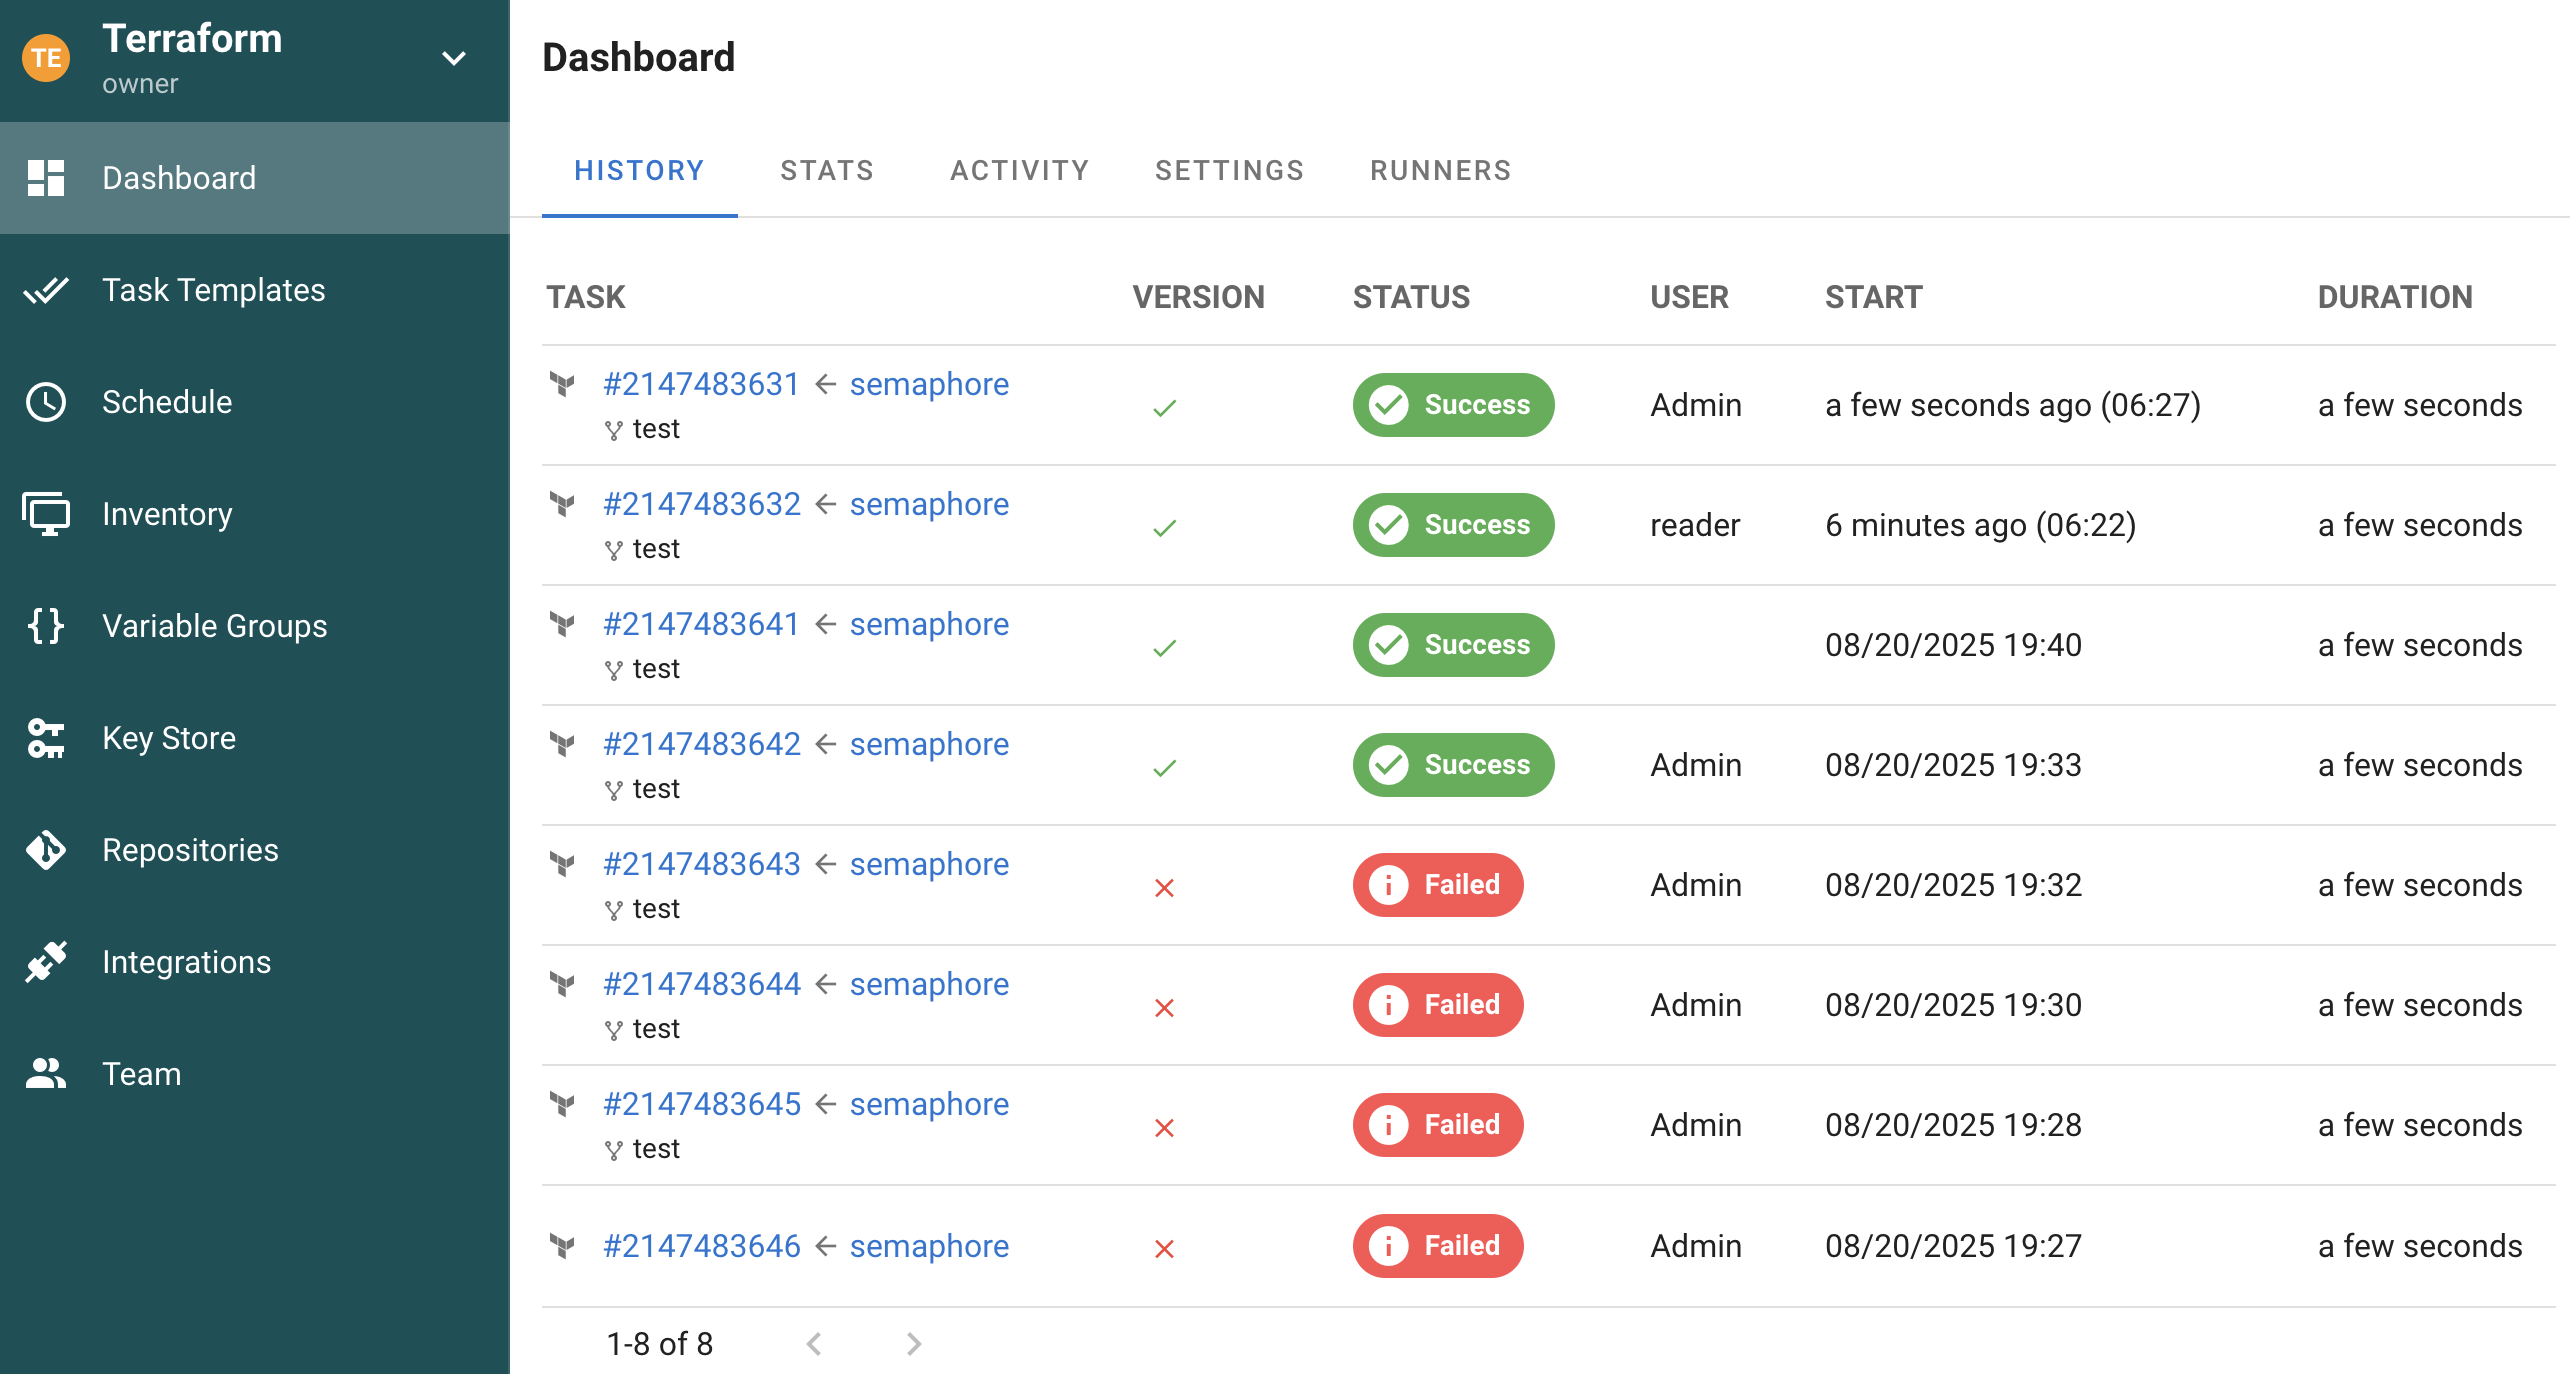 TE Terraform
owner
Dashboard
Task Templates
Schedule
Inventory
Variable Groups
Key Store
Repositories
Integrations
Team
Dashboard
HISTORY STATS ACTIVITY SETTINGS RUNNERS
TASK VERSION STATUS USER START DURATION
#2147483631 ← semaphore Success Admin a few seconds ago (06:27) a few seconds
test
#2147483632 ← semaphore Success reader 6 minutes ago (06:22) a few seconds
test
#2147483641 ← semaphore Success 08/20/2025 19:40 a few seconds
test
#2147483642 ← semaphore Success Admin 08/20/2025 19:33 a few seconds
test
#2147483643 ← semaphore Failed Admin 08/20/2025 19:32 a few seconds
test
#2147483644 ← semaphore Failed Admin 08/20/2025 19:30 a few seconds
test
#2147483645 ← semaphore Failed Admin 08/20/2025 19:28 a few seconds
test
#2147483646 ← semaphore Failed Admin 08/20/2025 19:27 a few seconds
1-8 of 8